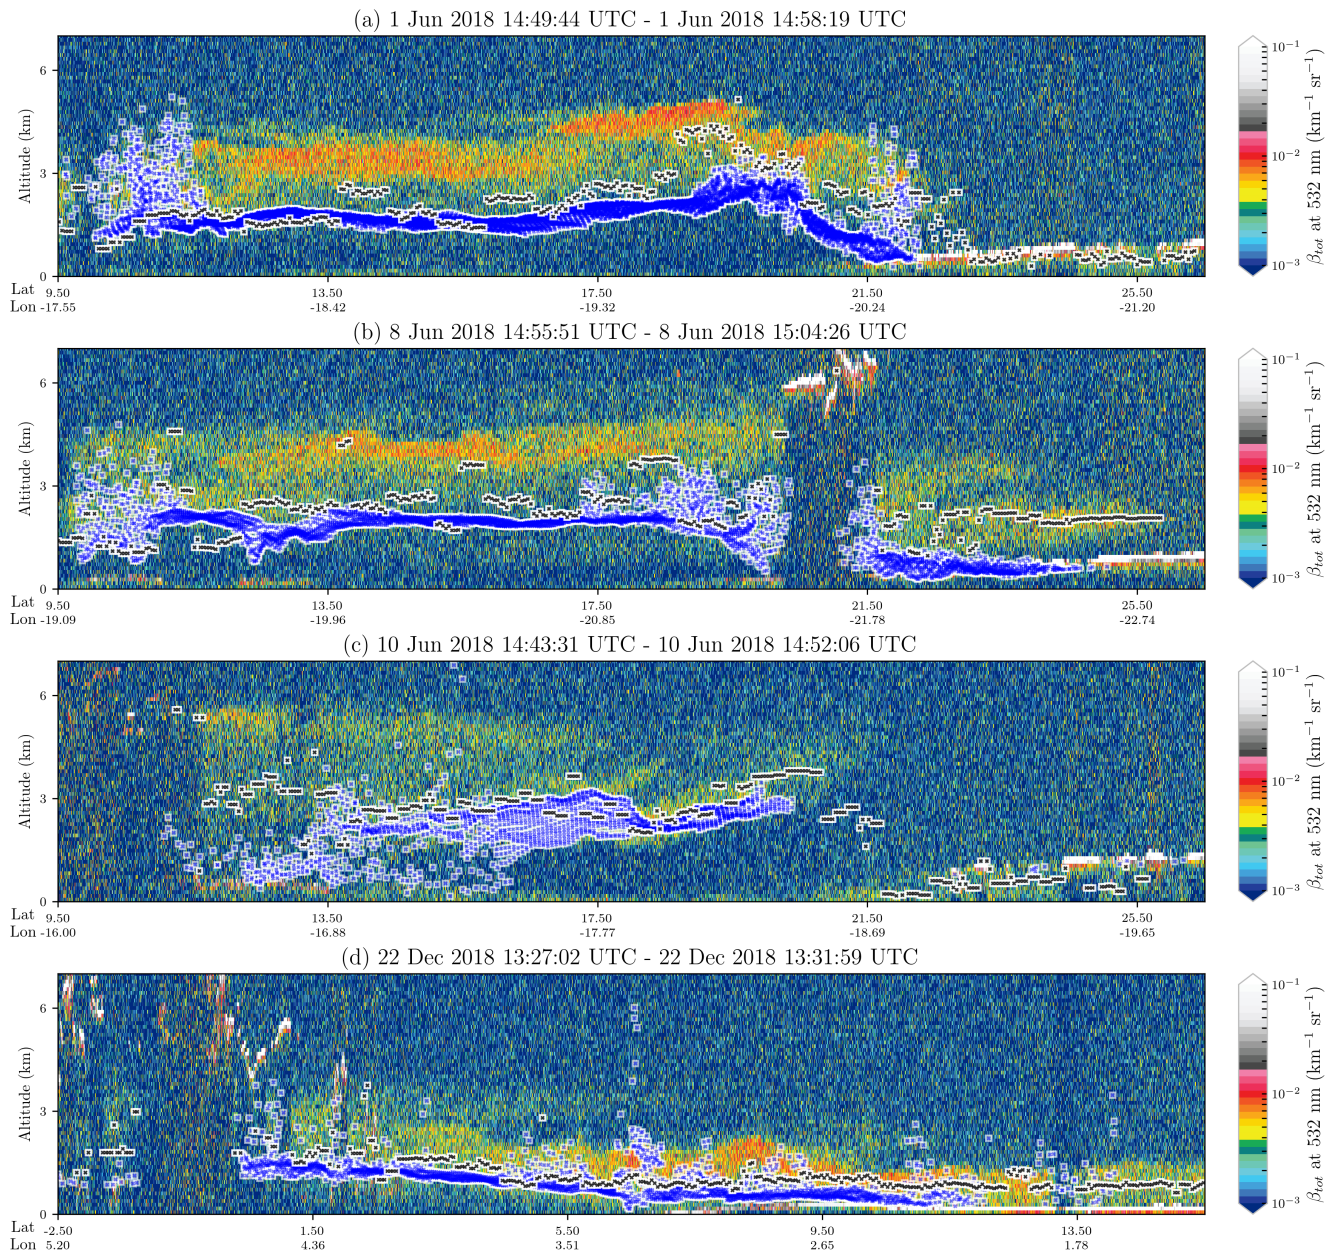 (a) 1 Jun 2018 14:49:44 UTC - 1 Jun 2018 14:58:19 UTC
Altitude (km)
6
3
0
Lat 9.50 13.50 17.50 21.50 25.50
Lon -17.55 -18.42 -19.32 -20.24 -21.20
10−1
10−2
10−3
βtot at 532 nm (km−1 sr−1)
(b) 8 Jun 2018 14:55:51 UTC - 8 Jun 2018 15:04:26 UTC
Altitude (km)
6
3
0
Lat 9.50 13.50 17.50 21.50 25.50
Lon -19.09 -19.96 -20.85 -21.78 -22.74
10−1
10−2
10−3
βtot at 532 nm (km−1 sr−1)
(c) 10 Jun 2018 14:43:31 UTC - 10 Jun 2018 14:52:06 UTC
Altitude (km)
6
3
0
Lat 9.50 13.50 17.50 21.50 25.50
Lon -16.00 -16.88 -17.77 -18.69 -19.65
10−1
10−2
10−3
βtot at 532 nm (km−1 sr−1)
(d) 22 Dec 2018 13:27:02 UTC - 22 Dec 2018 13:31:59 UTC
Altitude (km)
6
3
0
Lat -2.50 1.50 5.50 9.50 13.50
Lon 5.20 4.36 3.51 2.65 1.78
10−1
10−2
10−3
βtot at 532 nm (km−1 sr−1)